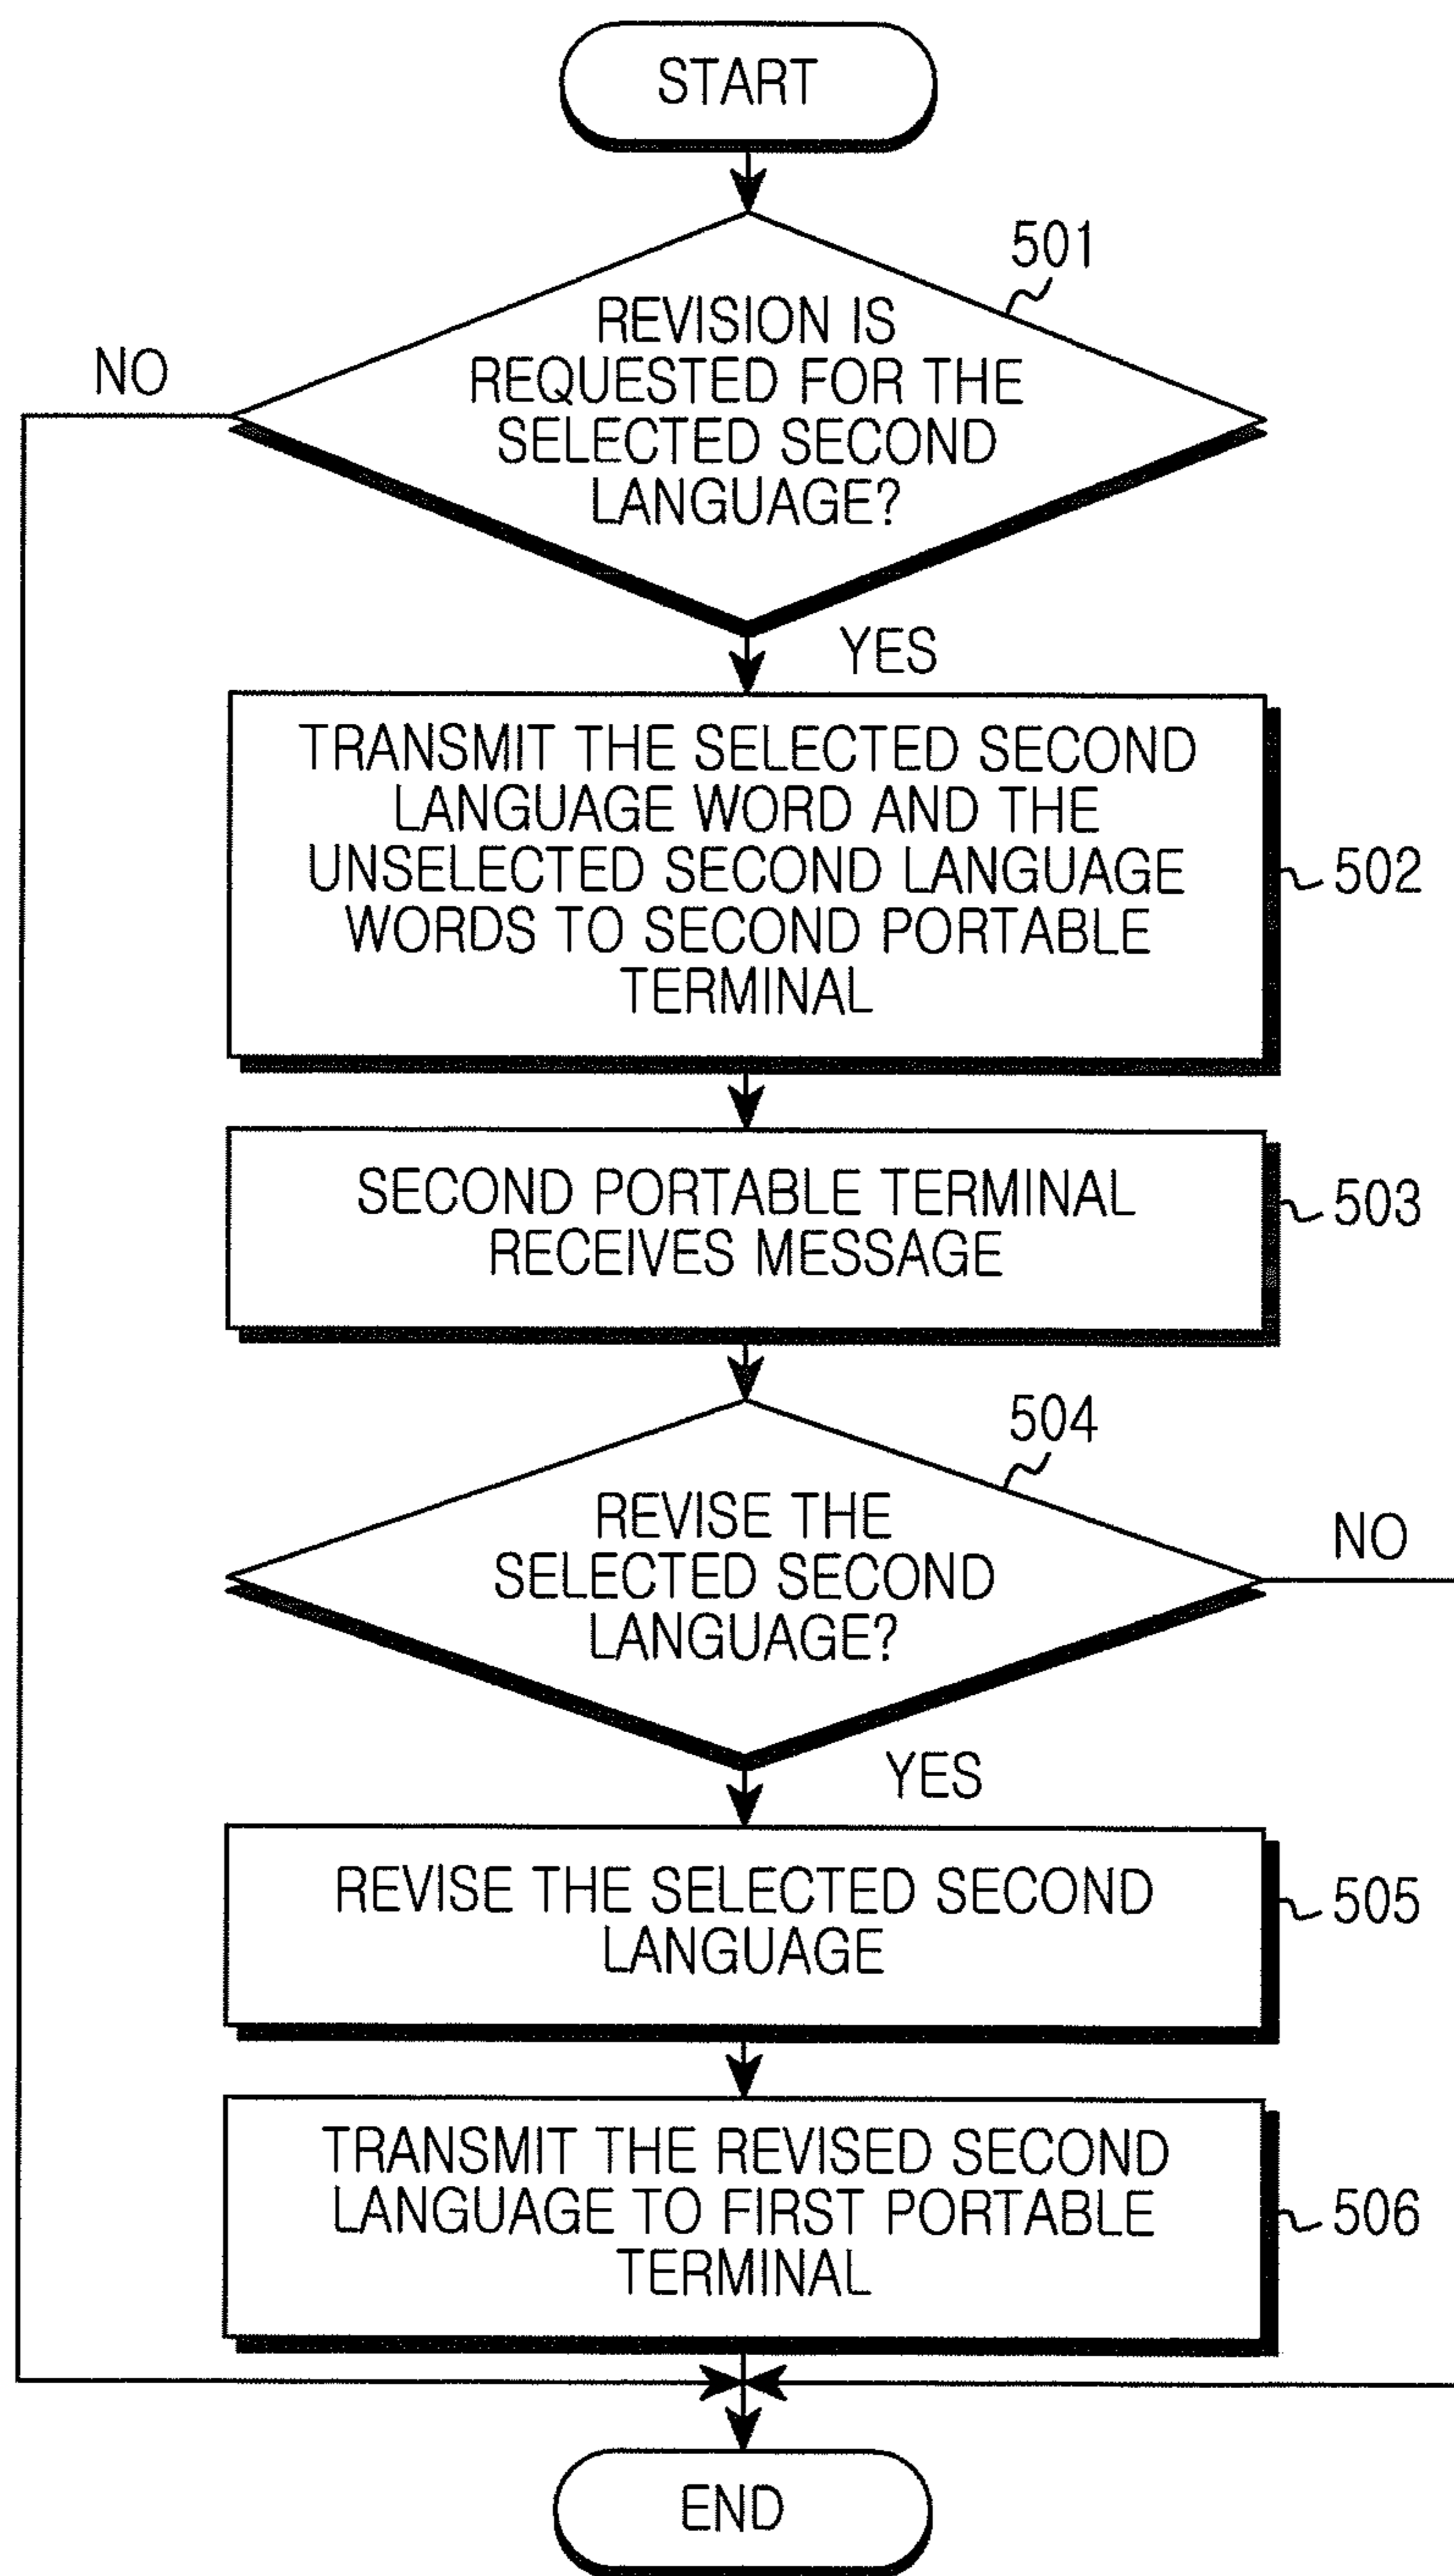 START
501
REVISION IS
REQUESTED FOR THE
SELECTED SECOND
LANGUAGE?
NO
YES
TRANSMIT THE SELECTED SECOND
LANGUAGE WORD AND THE
UNSELECTED SECOND LANGUAGE
WORDS TO SECOND PORTABLE
TERMINAL
502
SECOND PORTABLE TERMINAL
RECEIVES MESSAGE
503
504
REVISE THE
SELECTED SECOND
LANGUAGE?
NO
YES
REVISE THE SELECTED SECOND
LANGUAGE
505
TRANSMIT THE REVISED SECOND
LANGUAGE TO FIRST PORTABLE
TERMINAL
506
END